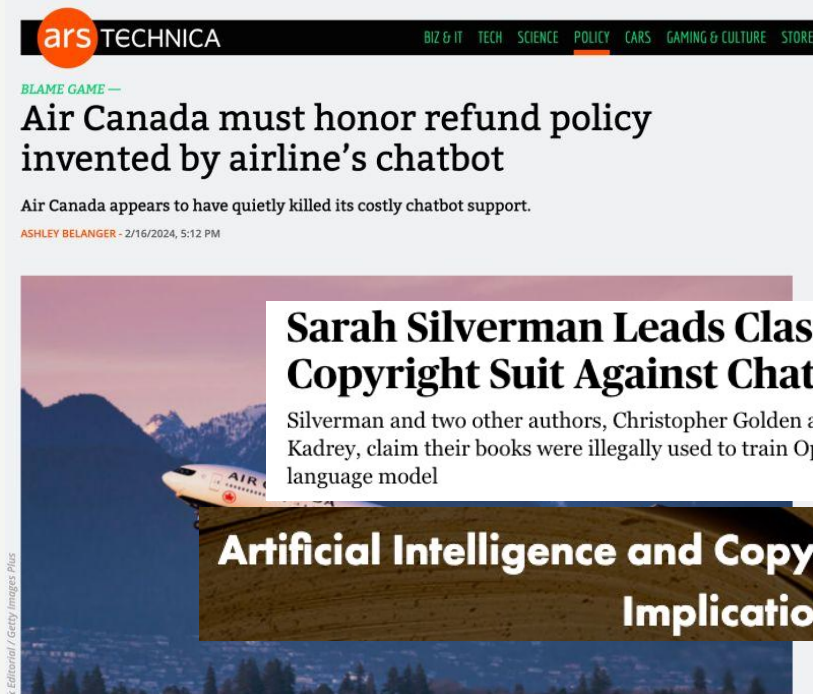 ars TECHNICA
BIZ & IT TECH SCIENCE POLICY CARS GAMING & CULTURE STORE
BLAME GAME —
Air Canada must honor refund policy
invented by airline's chatbot
Air Canada appears to have quietly killed its costly chatbot support.
ASHLEY BELANGER - 2/16/2024, 5:12 PM
Sarah Silverman Leads Clas
Copyright Suit Against Chat
Silverman and two other authors, Christopher Golden a
Kadrey, claim their books were illegally used to train Op
language model
AIR C
Artificial Intelligence and Copy
Implicatio
Editorial / Getty Images Plus